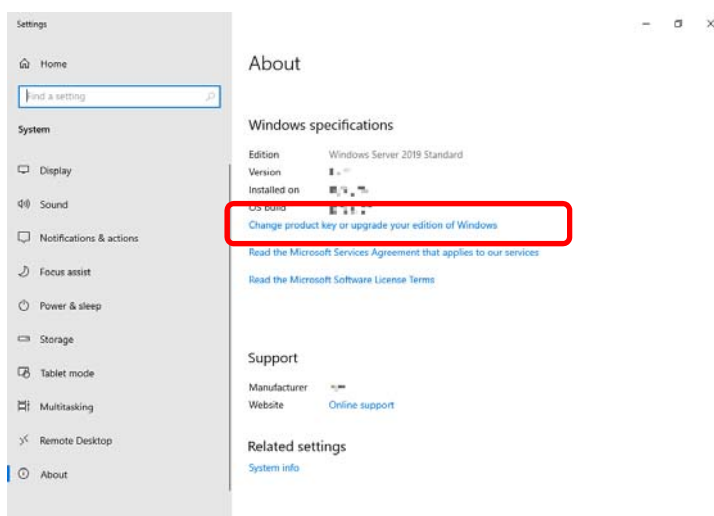 Settings
Home
About
Find a setting
System
Windows specifications
Edition Windows Server 2019 Standard
Version
Installed on
OS build
Change product key or upgrade your edition of Windows
Read the Microsoft Services Agreement that applies to our services
Read the Microsoft Software License Terms
Display
Sound
Notifications & actions
Focus assist
Power & sleep
Storage
Tablet mode
Multitasking
Remote Desktop
About
Support
Manufacturer
Website Online support
Related settings
System info